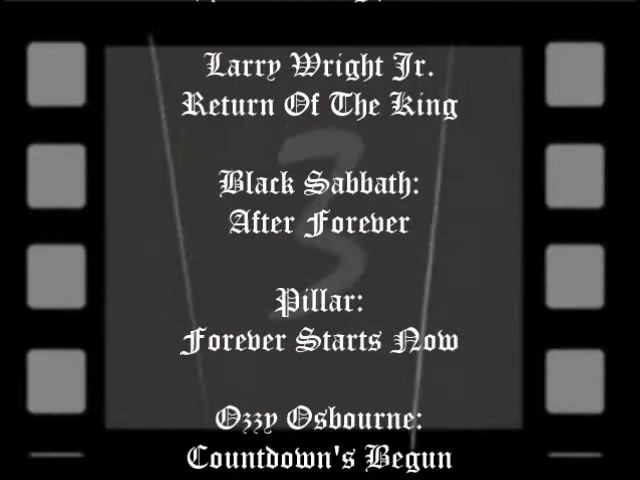 Larry Wright Jr.
Return Of The King
Black Sabbath:
After Forever
Pillar:
Forever Starts Now
Ozzy Osbourne:
Countdown's Begun
3